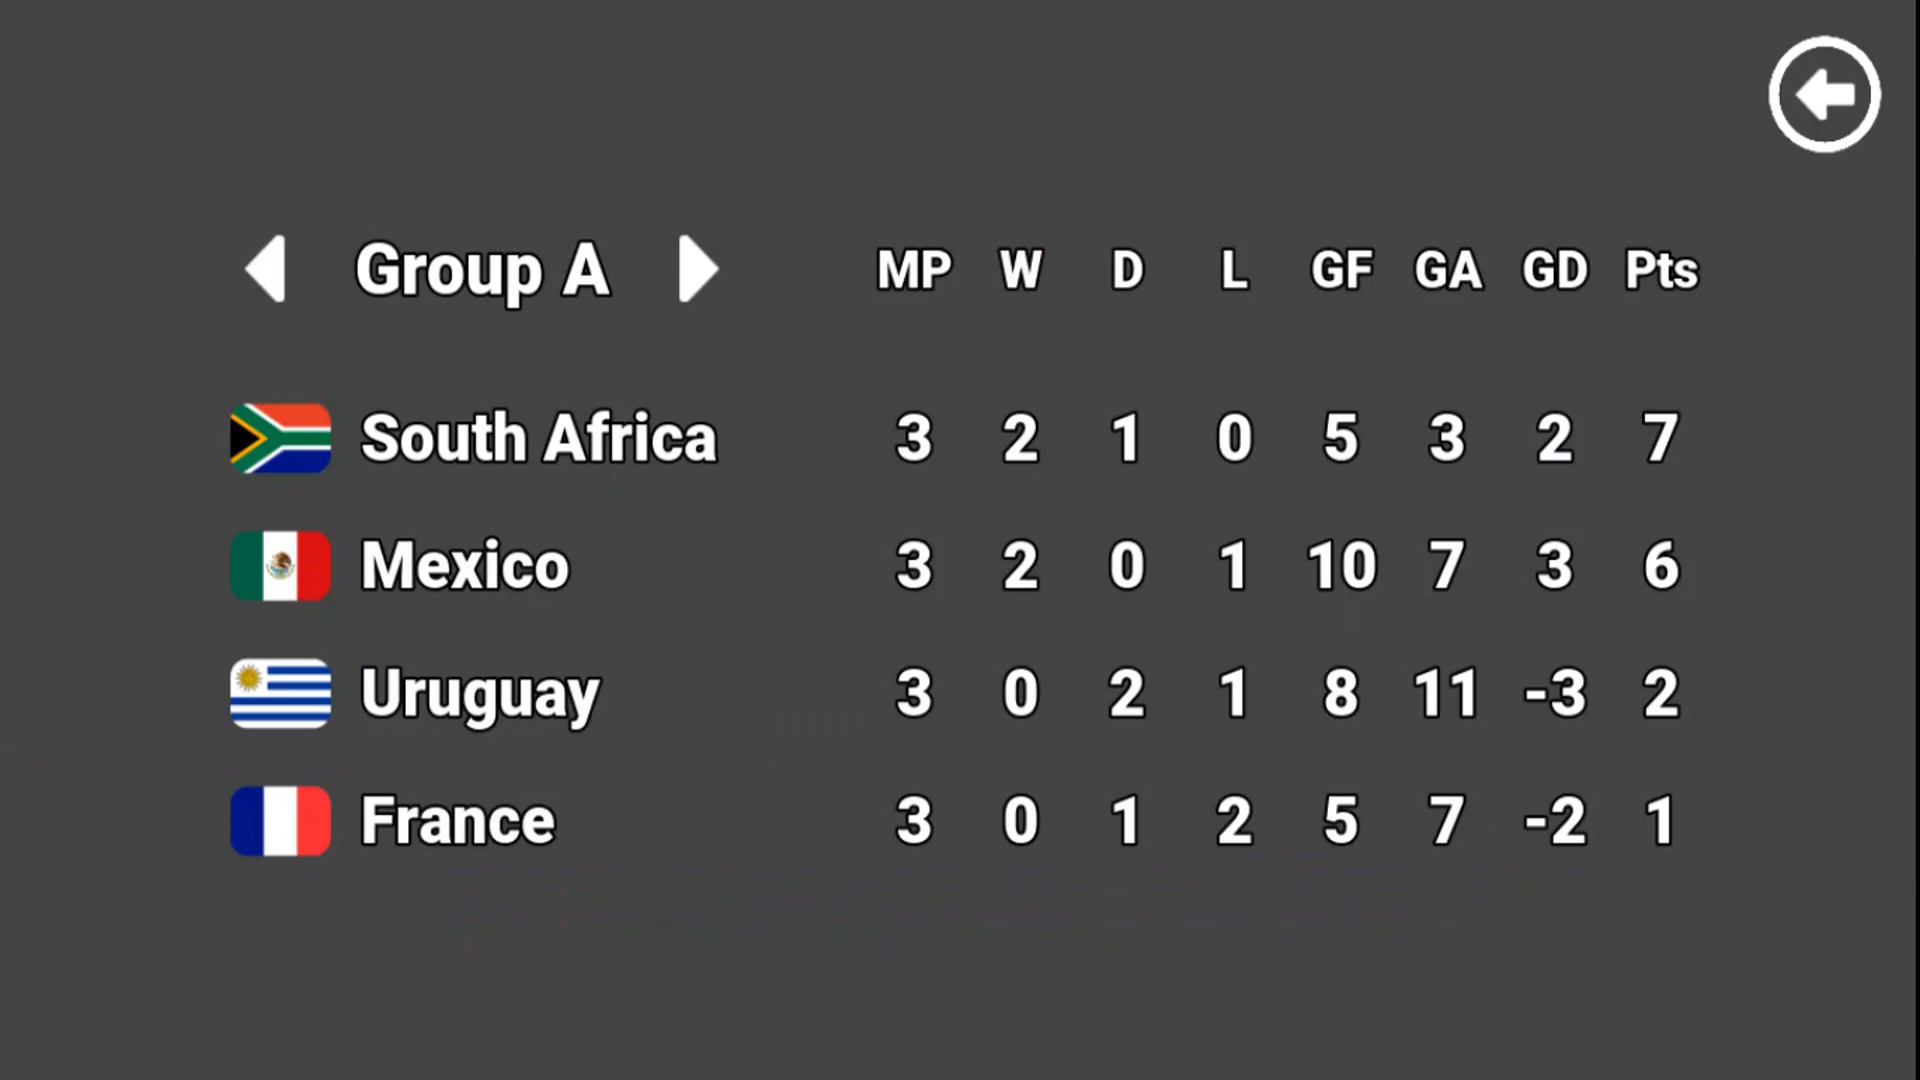 Group A MP W D L GF GA GD Pts
South Africa 3 2 1 0 5 3 2 7
Mexico 3 2 0 1 10 7 3 6
Uruguay 3 0 2 1 8 11 -3 2
France 3 0 1 2 5 7 -2 1